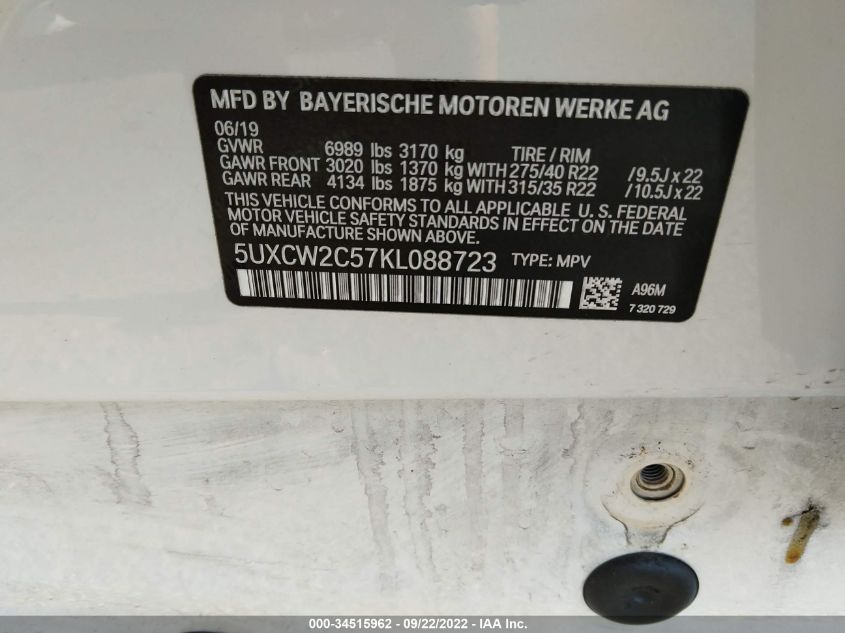 MFD BY BAYERISCHE MOTOREN WERKE AG
06/19
GVWR 6989 lbs 3170 kg TIRE / RIM
GAWR FRONT 3020 lbs 1370 kg WITH 275/40 R22 /9.5J x 22
GAWR REAR 4134 lbs 1875 kg WITH 315/35 R22 /10.5J x 22
THIS VEHICLE CONFORMS TO ALL APPLICABLE U. S. FEDERAL
MOTOR VEHICLE SAFETY STANDARDS IN EFFECT ON THE DATE
OF MANUFACTURE SHOWN ABOVE.
5UXCW2C57KL088723 TYPE: MPV
A96M
7 320 729
000-34515962 - 09/22/2022 - IAA Inc.